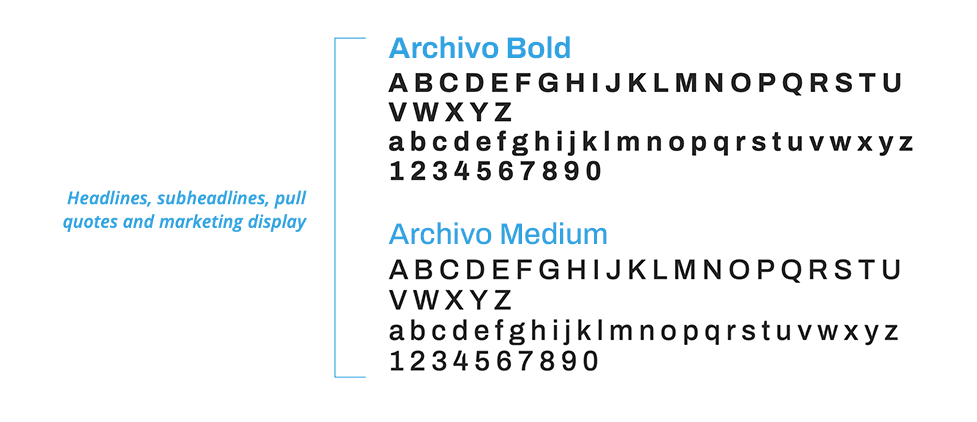 Headlines, subheadlines, pull
quotes and marketing display
Archivo Bold
A B C D E F G H I J K L M N O P Q R S T U
V W X Y Z
a b c d e f g h i j k l m n o p q r s t u v w x y z
1 2 3 4 5 6 7 8 9 0
Archivo Medium
A B C D E F G H I J K L M N O P Q R S T U
V W X Y Z
a b c d e f g h i j k l m n o p q r s t u v w x y z
1 2 3 4 5 6 7 8 9 0